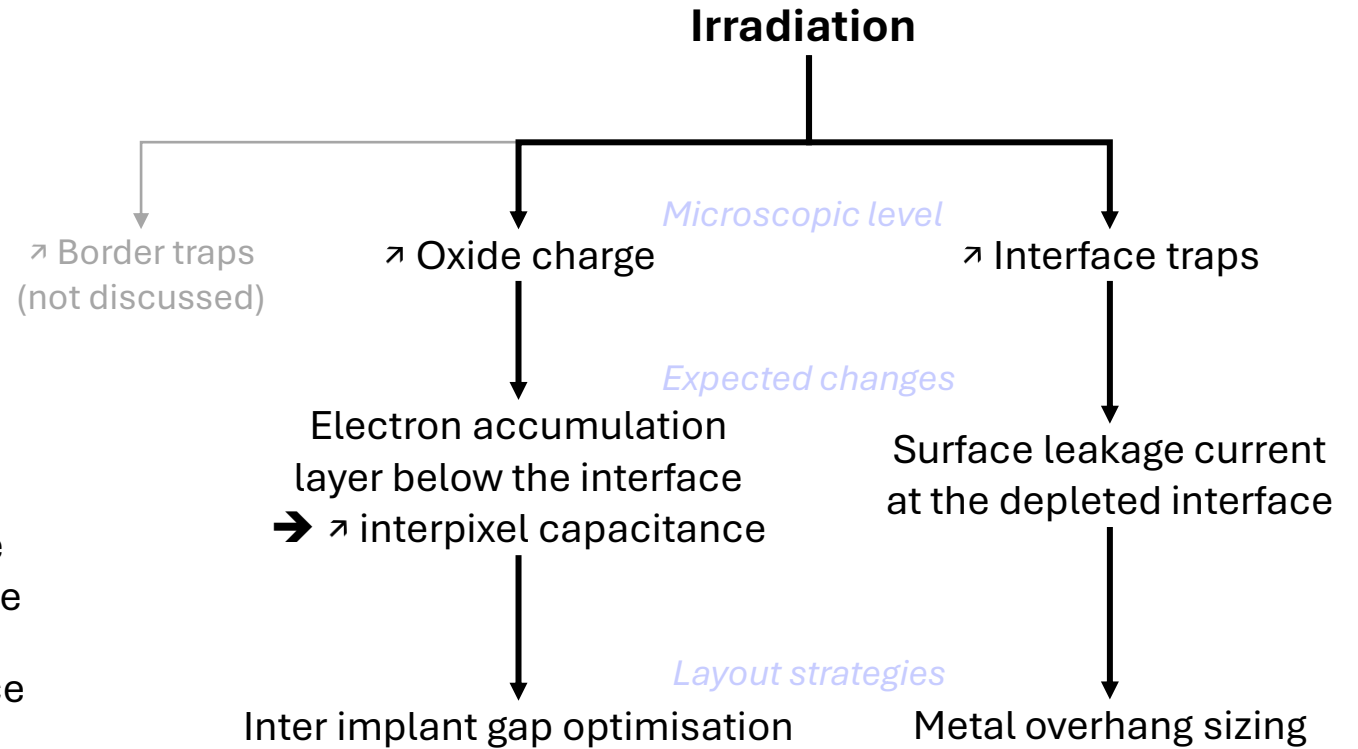 Irradiation
Microscopic level
↗ Border traps
(not discussed)
↗ Oxide charge
↗ Interface traps
Expected changes
Electron accumulation
layer below the interface
➔ ↗ interpixel capacitance
Surface leakage current
at the depleted interface
Layout strategies
Inter implant gap optimisation
Metal overhang sizing